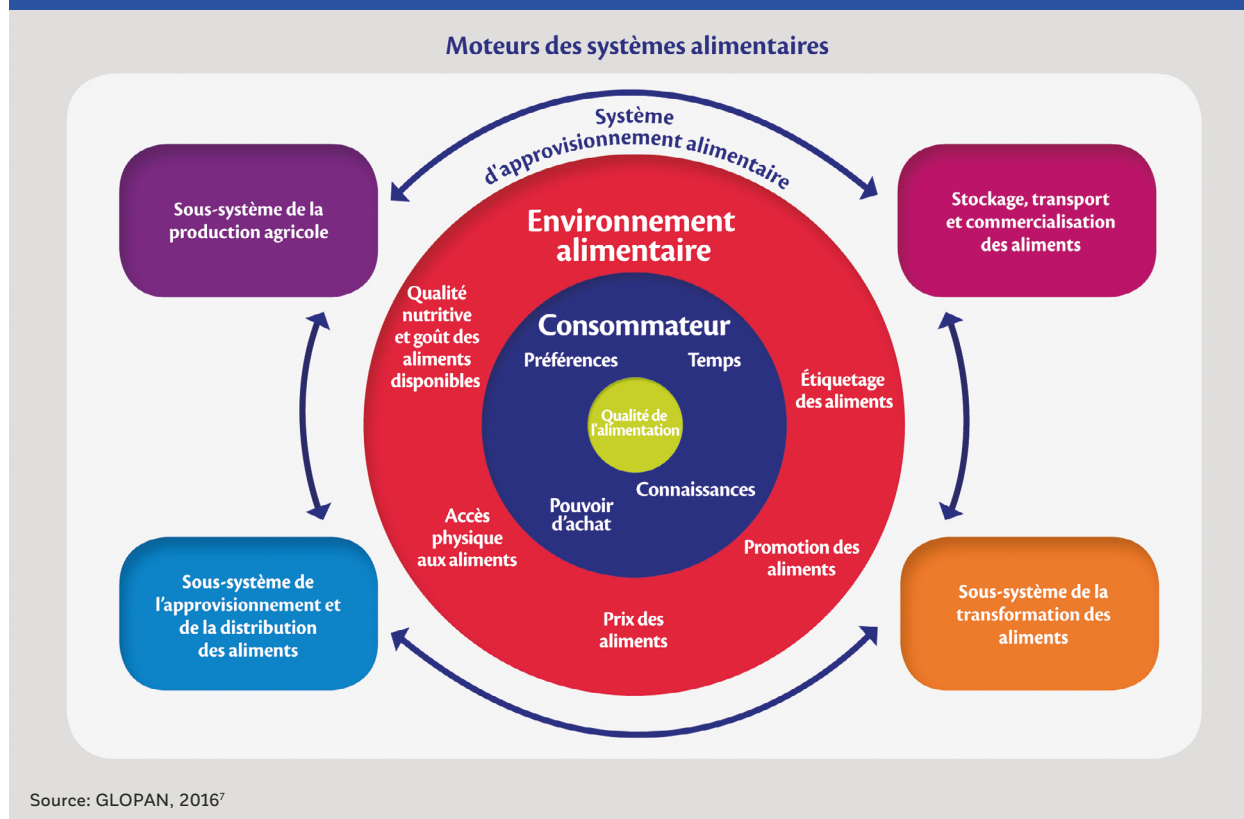 Moteurs des systèmes alimentaires
Système
d'approvisionnement alimentaire
Sous-système de la
production agricole
Stockage, transport
et commercialisation
des aliments
Environnement
alimentaire
Qualité
nutritive
et goût des
aliments
disponibles
Consommateur
Préférences
Temps
Étiquetage
des aliments
Qualité de
l'alimentation
Connaissances
Pouvoir
d'achat
Accès
physique
aux aliments
Promotion des
aliments
Prix des
aliments
Sous-système de
l'approvisionnement et
de la distribution
des aliments
Sous-système de la
transformation des
aliments
Source: GLOPAN, 2016⁷